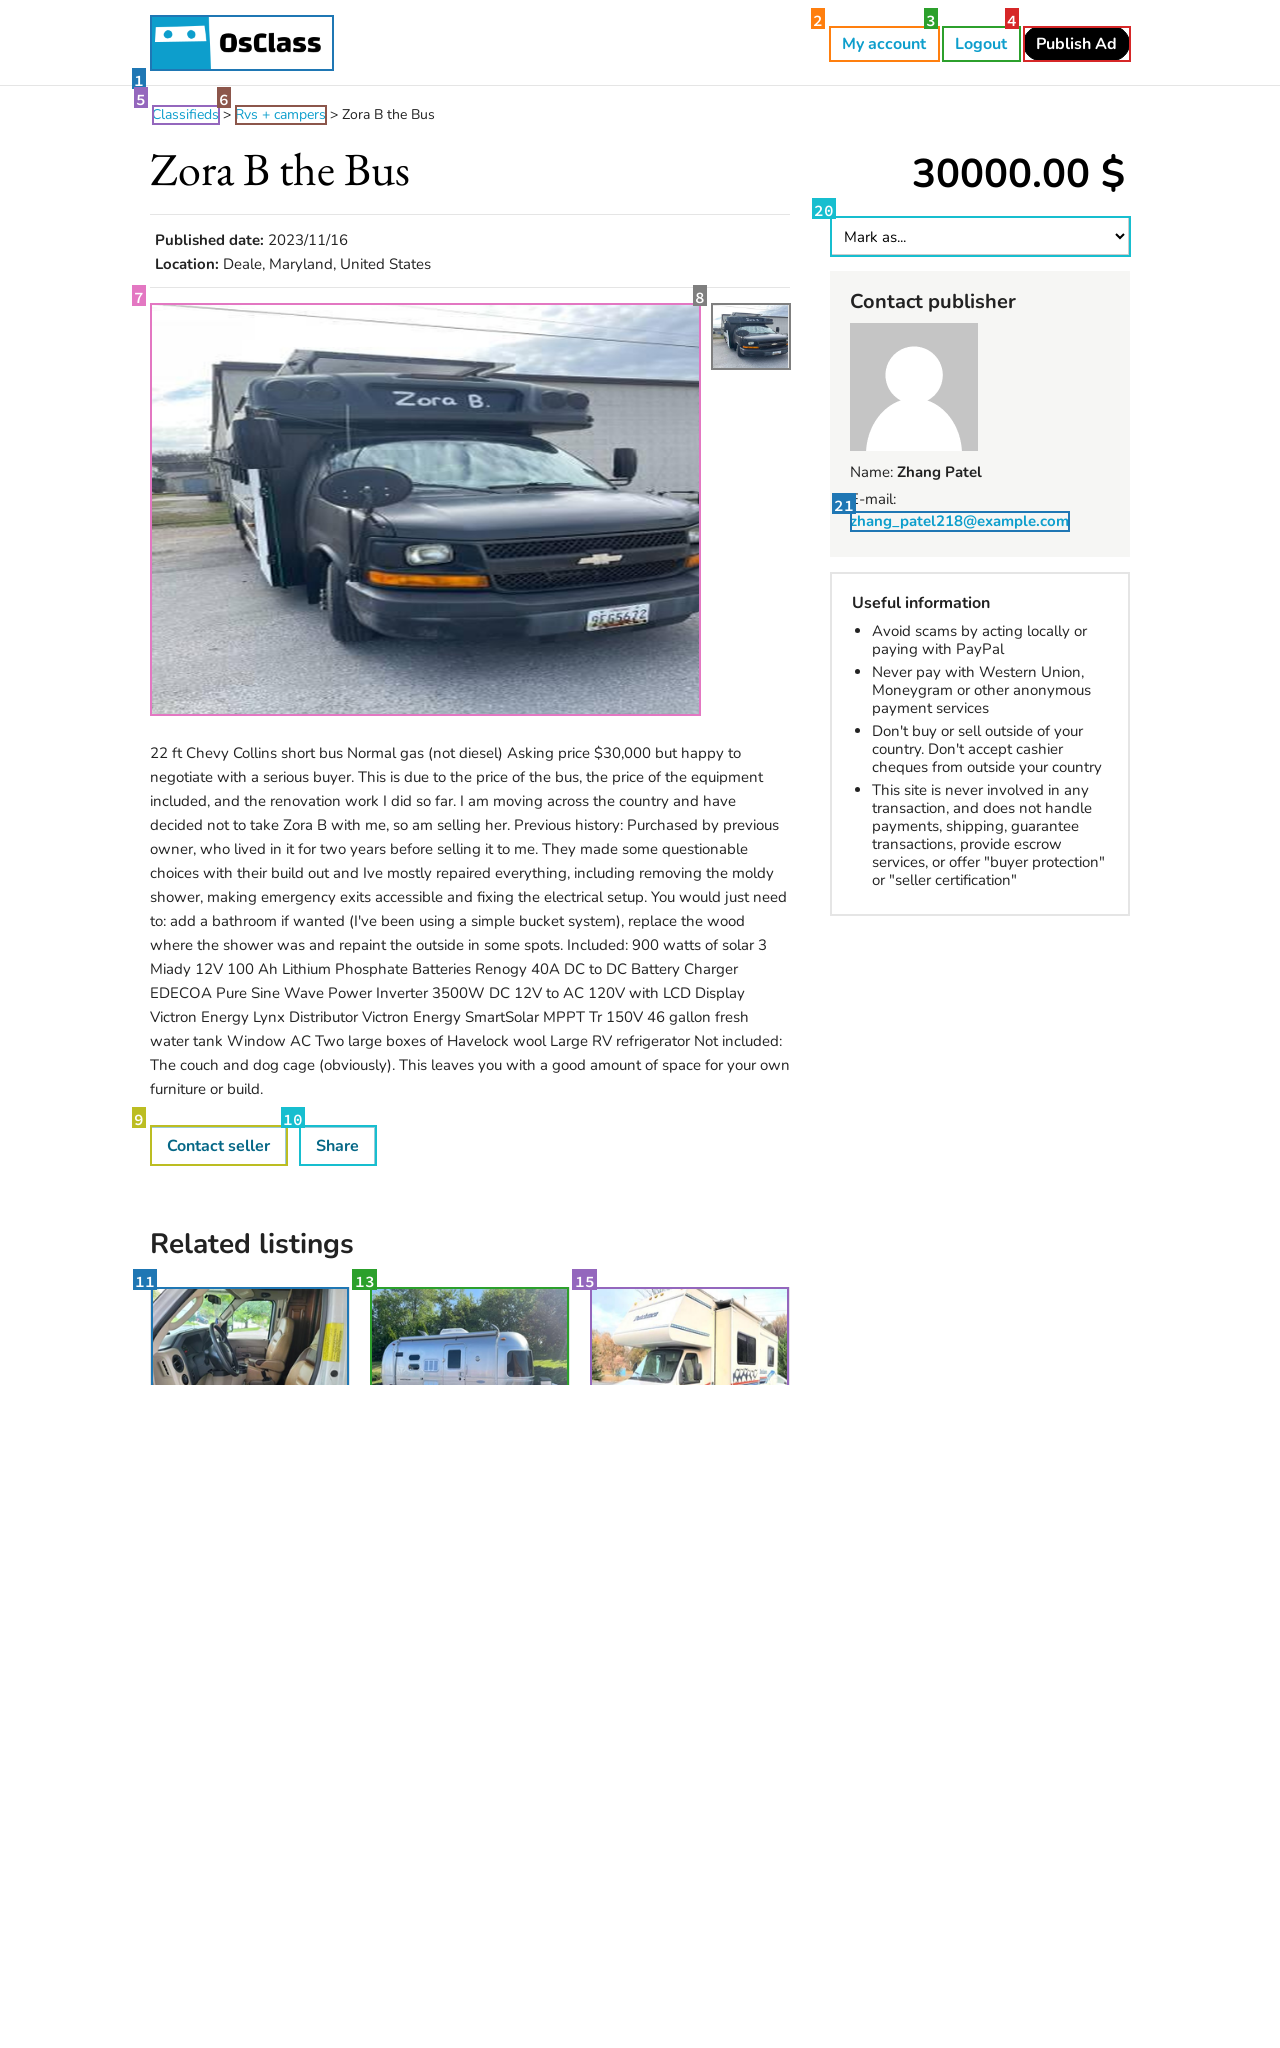 OsClass
2
3
4
My account
Logout
Publish Ad
1
5
6
Classifieds > Rvs + campers > Zora B the Bus
Zora B the Bus
30000.00 $
20
Mark as...
Published date: 2023/11/16
Location: Deale, Maryland, United States
7
8
Zora B.
Contact publisher
Name: Zhang Patel
E-mail:
21
zhang_patel218@example.com
Useful information
Avoid scams by acting locally or
paying with PayPal
Never pay with Western Union,
Moneygram or other anonymous
payment services
Don't buy or sell outside of your
country. Don't accept cashier
cheques from outside your country
This site is never involved in any
transaction, and does not handle
payments, shipping, guarantee
transactions, provide escrow
services, or offer "buyer protection"
or "seller certification"
22 ft Chevy Collins short bus Normal gas (not diesel) Asking price $30,000 but happy to
negotiate with a serious buyer. This is due to the price of the bus, the price of the equipment
included, and the renovation work I did so far. I am moving across the country and have
decided not to take Zora B with me, so am selling her. Previous history: Purchased by previous
owner, who lived in it for two years before selling it to me. They made some questionable
choices with their build out and Ive mostly repaired everything, including removing the moldy
shower, making emergency exits accessible and fixing the electrical setup. You would just need
to: add a bathroom if wanted (I've been using a simple bucket system), replace the wood
where the shower was and repaint the outside in some spots. Included: 900 watts of solar 3
Miady 12V 100 Ah Lithium Phosphate Batteries Renogy 40A DC to DC Battery Charger
EDECOA Pure Sine Wave Power Inverter 3500W DC 12V to AC 120V with LCD Display
Victron Energy Lynx Distributor Victron Energy SmartSolar MPPT Tr 150V 46 gallon fresh
water tank Window AC Two large boxes of Havelock wool Large RV refrigerator Not included:
The couch and dog cage (obviously). This leaves you with a good amount of space for your own
furniture or build.
9
10
Contact seller
Share
Related listings
11
13
15